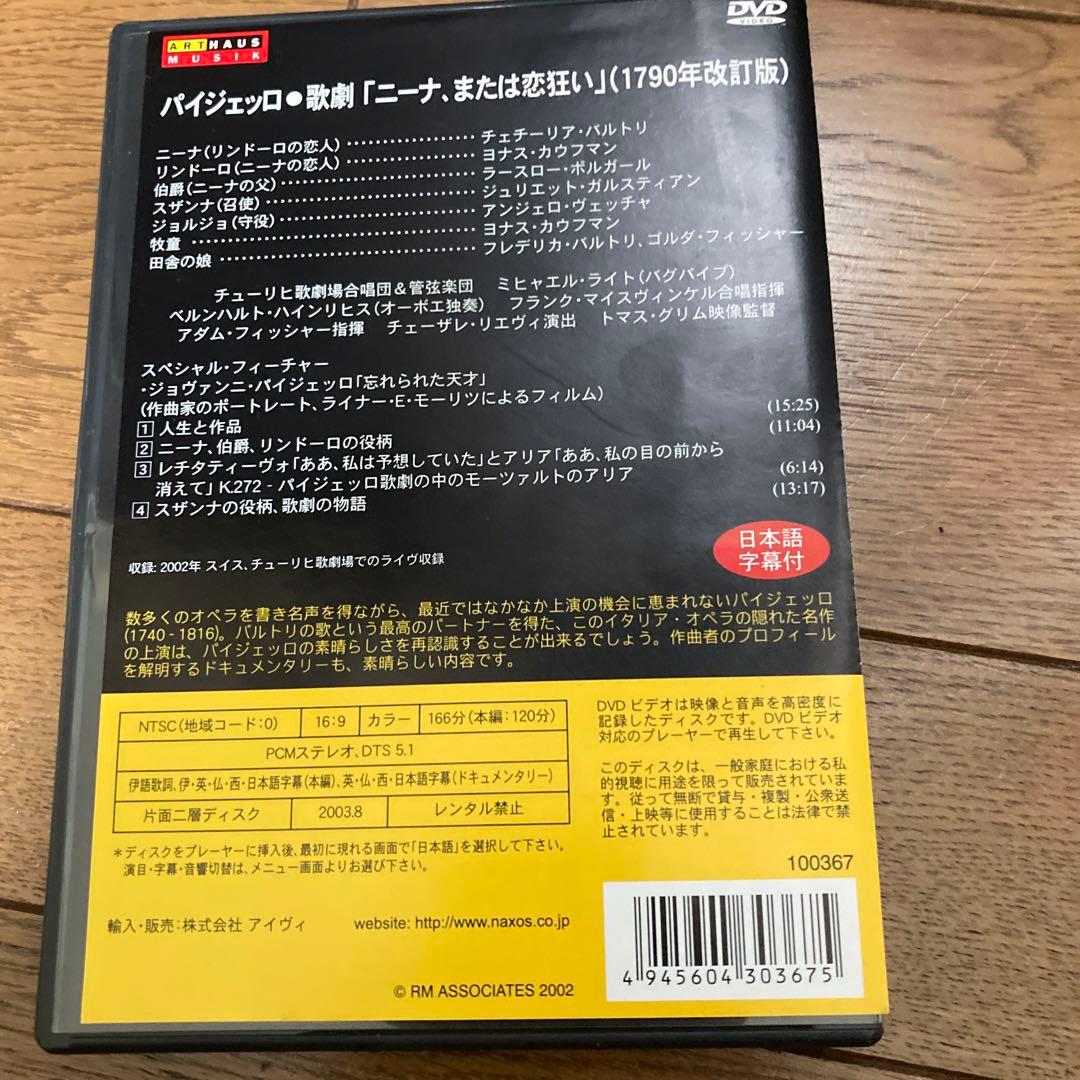 ARTHAUS
MUSIK
DVD
VIDEO
パイジェッロ●歌劇「ニーナ、または恋狂い」(1790年改訂版)
ニーナ(リンドーロの恋人) ‥‥‥‥‥‥ チェチーリア・バルトリ
リンドーロ(ニーナの恋人) ‥‥‥‥‥‥ ヨナス・カウフマン
伯爵(ニーナの父)‥‥‥‥‥‥‥‥‥ ラースロー・ポルガール
スザンナ(召使) ‥‥‥‥‥‥‥‥‥‥ ジュリエット・ガルスティアン
ジョルジョ(守役) ‥‥‥‥‥‥‥‥‥ アンジェロ・ヴェッチャ
牧童 ‥‥‥‥‥‥‥‥‥‥‥‥‥‥ ヨナス・カウフマン
田舎の娘 ‥‥‥‥‥‥‥‥‥‥‥‥ フレデリカ・バルトリ、ゴルダ・フィッシャー
チューリヒ歌劇場合唱団&管弦楽団 ミヒャエル・ライト(バグパイプ)
ベルンハルト・ハインリヒス(オーボエ独奏) フランク・マイスヴィンケル合唱指揮
アダム・フィッシャー指揮 チェーザレ・リエヴィ演出 トマス・グリム映像監督
スペシャル・フィーチャー
・ジョヴァンニ・パイジェッロ「忘れられた天才」
(作曲家のポートレート、ライナー・E・モーリツによるフィルム)
1 人生と作品 (15:25)
2 ニーナ、伯爵、リンドーロの役柄 (11:04)
3 レチタティーヴォ「ああ、私は予想していた」とアリア「ああ、私の目の前から
消えて」K.272 - パイジェッロ歌劇の中のモーツァルトのアリア (6:14)
4 スザンナの役柄、歌劇の物語 (13:17)
日本語
字幕付
収録: 2002年 スイス、チューリヒ歌劇場でのライヴ収録
数多くのオペラを書き名声を得ながら、最近ではなかなか上演の機会に恵まれないパイジェッロ
(1740-1816)。バルトリの歌という最高のパートナーを得た、このイタリア・オペラの隠れた名作
の上演は、パイジェッロの素晴らしさを再認識することが出来るでしょう。作曲者のプロフィール
を解明するドキュメンタリーも、素晴らしい内容です。
NTSC(地域コード:0) 16:9 カラー 166分(本編:120分)
PCMステレオ、DTS 5.1
伊語歌詞、伊・英・仏・西・日本語字幕(本編)、英・仏・西・日本語字幕(ドキュメンタリー)
片面二層ディスク 2003.8 レンタル禁止
*ディスクをプレーヤーに挿入後、最初に現れる画面で「日本語」を選択して下さい。
演目・字幕・音響切替は、メニュー画面よりお選び下さい。
DVD ビデオは映像と音声を高密度に
記録したディスクです。DVD ビデオ
対応のプレーヤーで再生して下さい。
このディスクは、一般家庭における私
的視聴に用途を限って販売されていま
す。従って無断で貸与・複製・公衆送
信・上映等に使用することは法律で禁
止されています。
100367
輸入・販売:株式会社 アイヴィ website: http://www.naxos.co.jp
© RM ASSOCIATES 2002
4 945604 303675